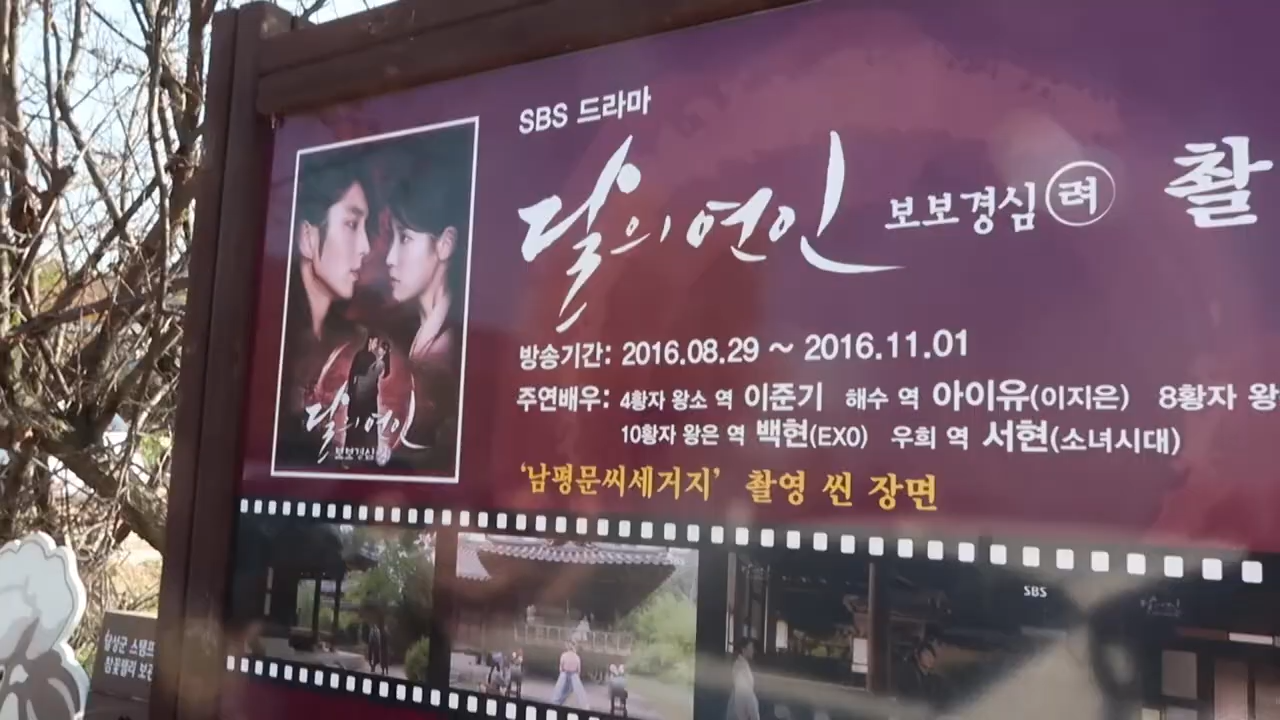 SBS 드라마
달의 연인 보보경심 려 촬
방송기간: 2016.08.29 ~ 2016.11.01
주연배우: 4황자 왕소 역 이준기 해수 역 아이유(이지은) 8황자 왕
10황자 왕은 역 백현(EXO) 우희 역 서현(소녀시대)
'남평문씨세거지' 촬영 씬 장면
달의 연인
보보경심
SBS